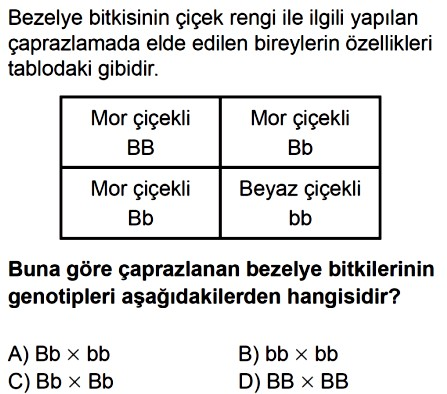 Bezelye bitkisinin çiçek rengi ile ilgili yapılan
çaprazlamada elde edilen bireylerin özellikleri
tablodaki gibidir.
Mor çiçekli Mor çiçekli
BB Bb
Mor çiçekli Beyaz çiçekli
Bb bb
Buna göre çaprazlanan bezelye bitkilerinin
genotipleri aşağıdakilerden hangisidir?
A) Bb × bb B) bb × bb
C) Bb × Bb D) BB × BB